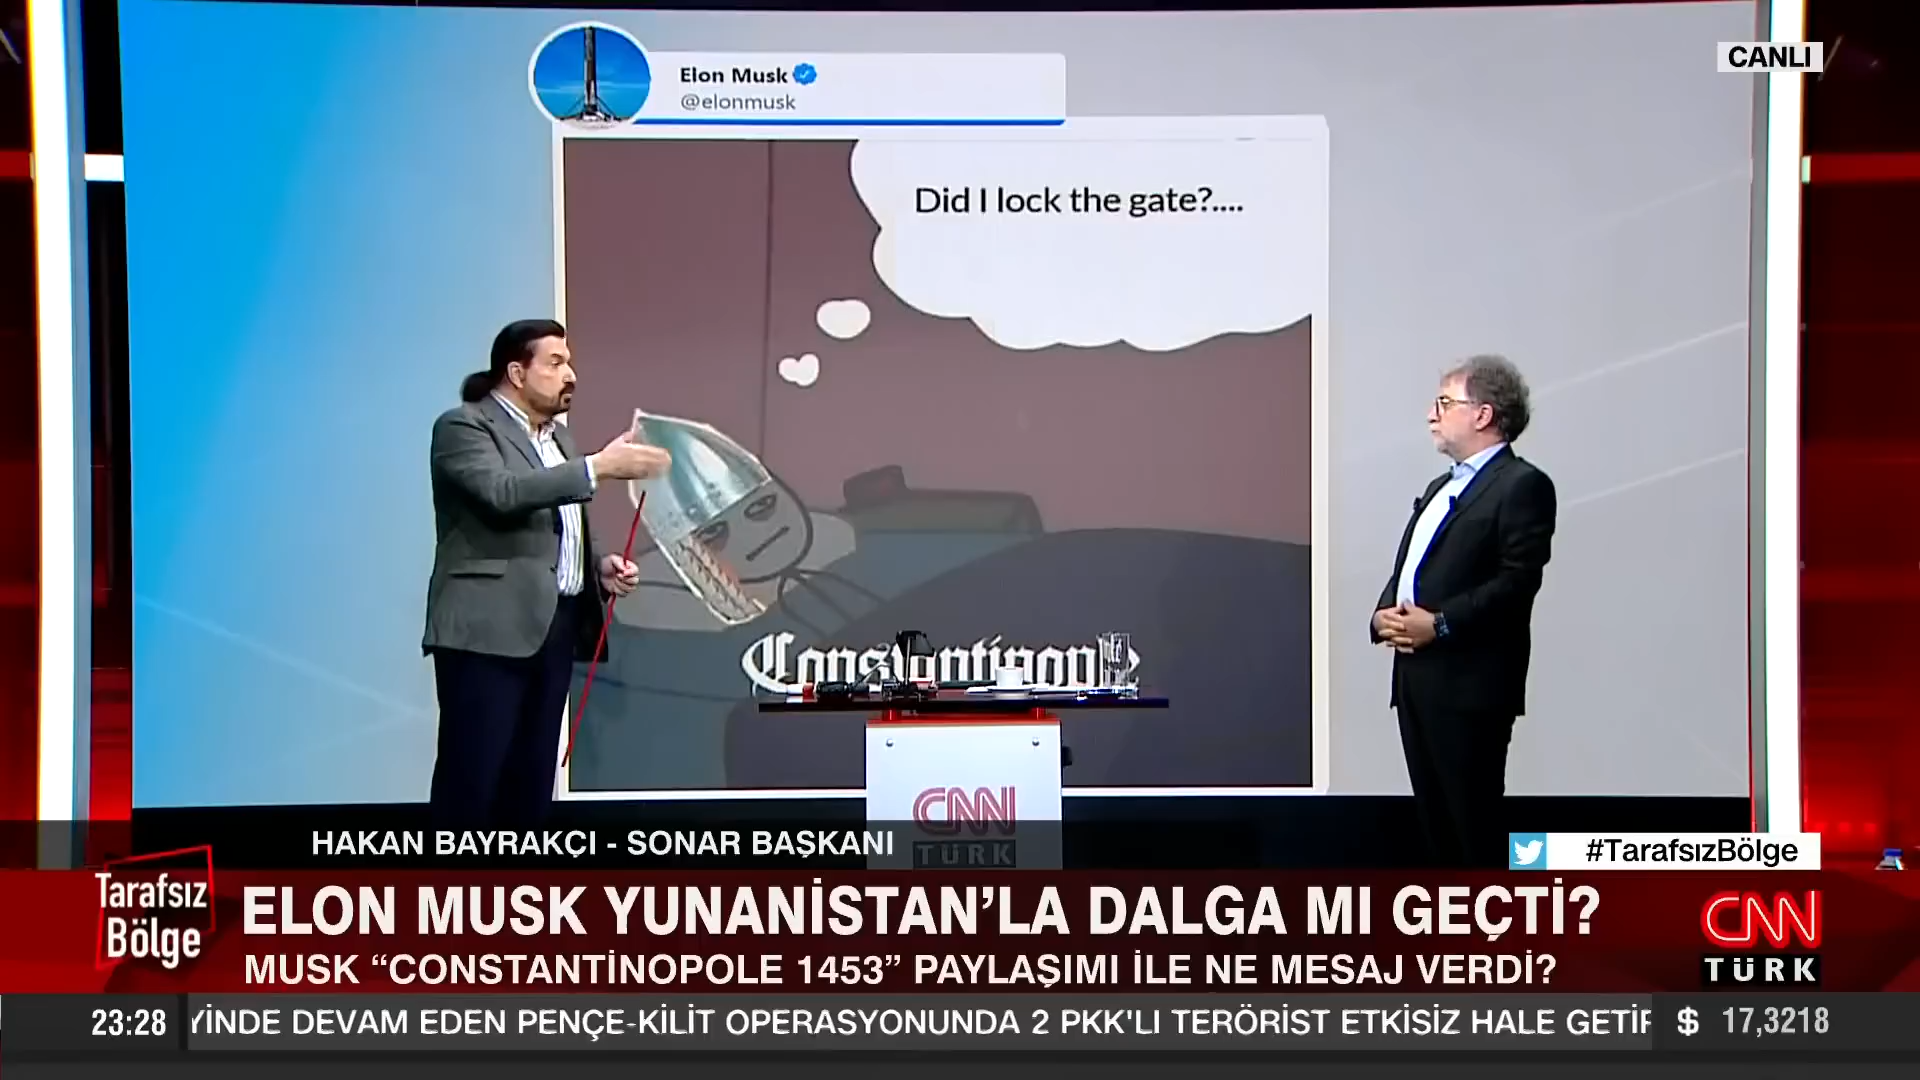 CANLI
Elon Musk
@elonmusk
Did I lock the gate?....
Constantinople
CNN
TÜRK
HAKAN BAYRAKÇI - SONAR BAŞKANI
#TarafsızBölge
Tarafsız
Bölge
ELON MUSK YUNANİSTAN’LA DALGA MI GEÇTİ?
MUSK “CONSTANTİNOPOLE 1453” PAYLAŞIMI İLE NE MESAJ VERDİ?
CNN
TÜRK
23:28
YİNDE DEVAM EDEN PENÇE-KİLİT OPERASYONUNDA 2 PKK'LI TERÖRİST ETKİSİZ HALE GETİR
$ 17,3218